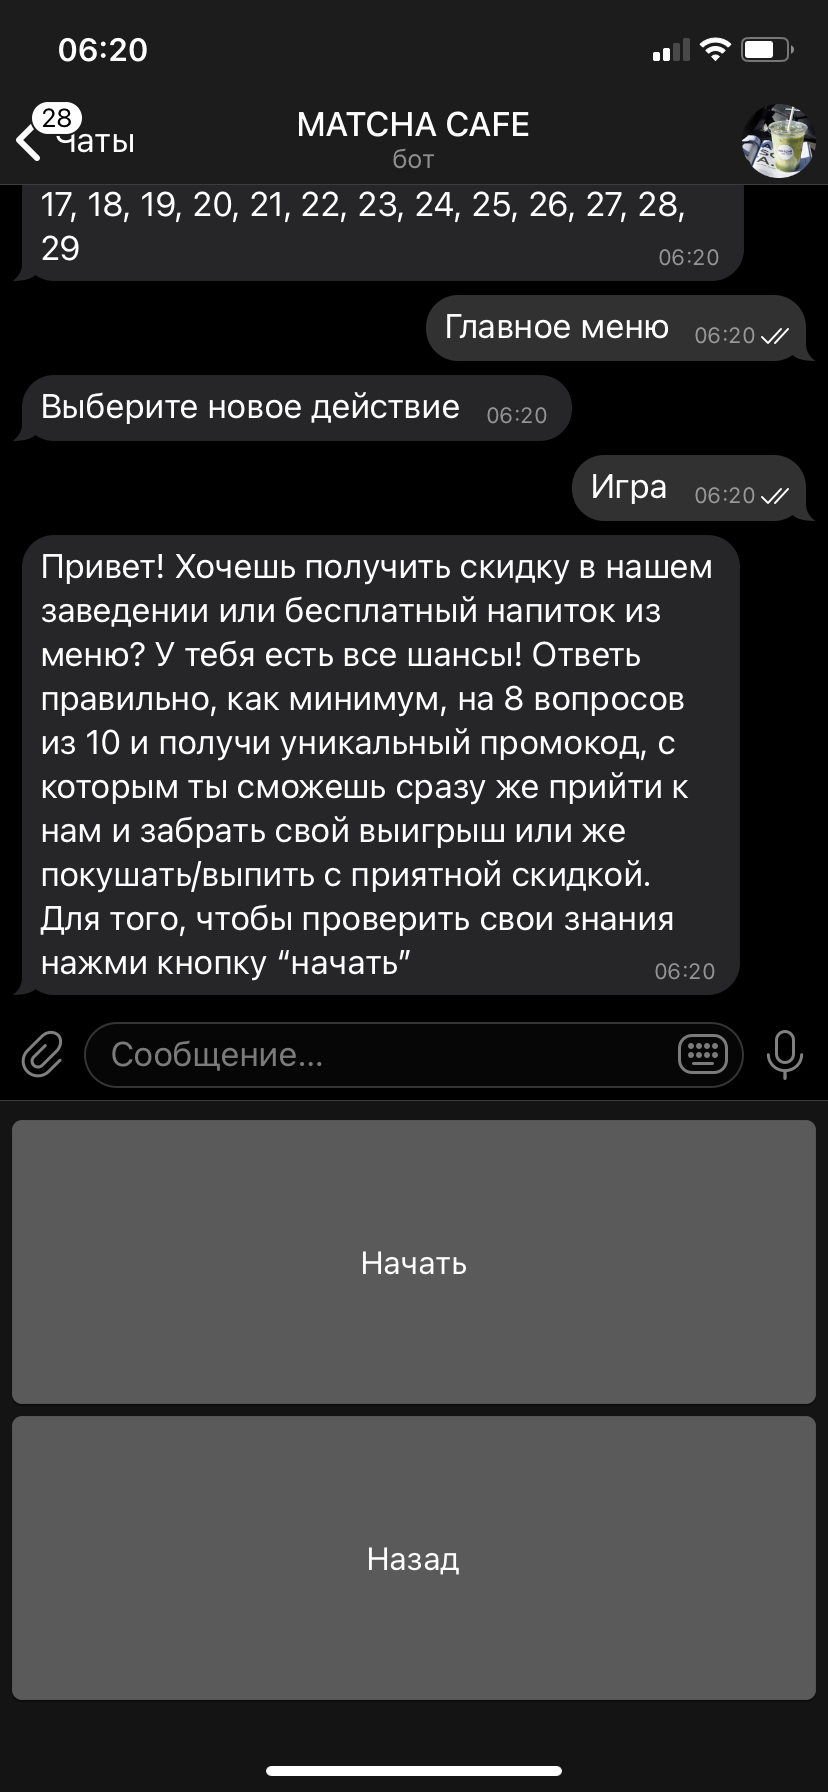 06:20
28
Чаты
MATCHA CAFE
бот
17, 18, 19, 20, 21, 22, 23, 24, 25, 26, 27, 28,
29
06:20
Главное меню 06:20
Выберите новое действие 06:20
Игра 06:20
Привет! Хочешь получить скидку в нашем
заведении или бесплатный напиток из
меню? У тебя есть все шансы! Ответь
правильно, как минимум, на 8 вопросов
из 10 и получи уникальный промокод, с
которым ты сможешь сразу же прийти к
нам и забрать свой выигрыш или же
покушать/выпить с приятной скидкой.
Для того, чтобы проверить свои знания
нажми кнопку “начать”
06:20
Сообщение...
Начать
Назад